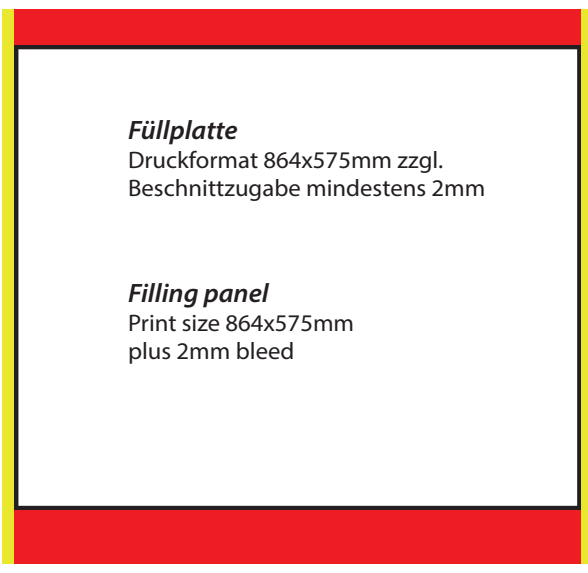 Füllplatte
Druckformat 864x575mm zzgl.
Beschnittzugabe mindestens 2mm
Filling panel
Print size 864x575mm
plus 2mm bleed